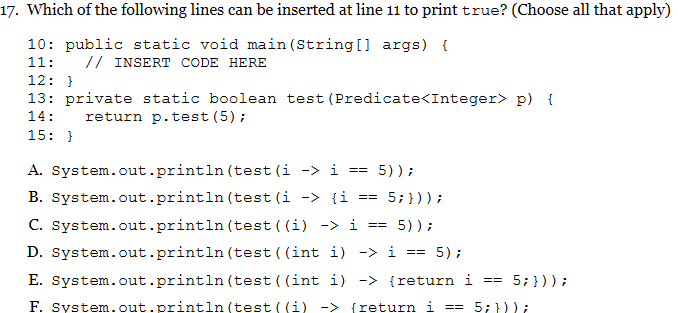 17. Which of the following lines can be inserted at line 11 to print true? (Choose all that apply)
10: public static void main(String[] args) {
11:   // INSERT CODE HERE
12: }
13: private static boolean test(Predicate<Integer> p) {
14:   return p.test(5);
15: }
A. System.out.println(test(i -> i == 5));
B. System.out.println(test(i -> {i == 5;}));
C. System.out.println(test((i) -> i == 5));
D. System.out.println(test((int i) -> i == 5);
E. System.out.println(test((int i) -> {return i == 5;}));
F. System.out.println(test((i) -> {return i == 5;}));